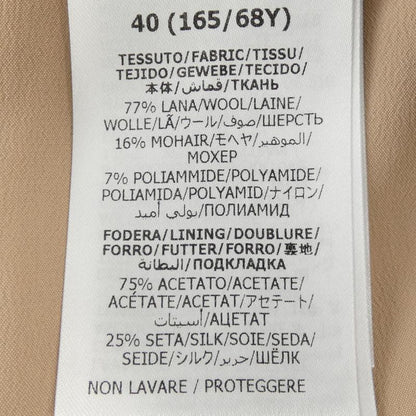 40 (165/68Y)
TESSUTO/FABRIC/TISSU/
TEJIDO/GEWEBE/TECIDO/
本体/قماش/ТКАНЬ
77% LANA/WOOL/LAINE/
WOLLE/LÃ/ウール/صوف/ШЕРСТЬ
16% MOHAIR/モヘヤ/الموهير/
МОХЕР
7% POLIAMMIDE/POLYAMIDE/
POLIAMIDA/POLYAMID/ナイロン/
بولي أميد/ПОЛИАМИД
FODERA/LINING/DOUBLURE/
FORRO/FUTTER/FORRO/裏地/
البطانة/ПОДКЛАДКА
75% ACETATO/ACETATE/
ACÉTATE/ACETAT/アセテート/
أسيتات/АЦЕТАТ
25% SETA/SILK/SOIE/SEDA/
SEIDE/シルク/حرير/ШЁЛК
NON LAVARE / PROTEGGERE